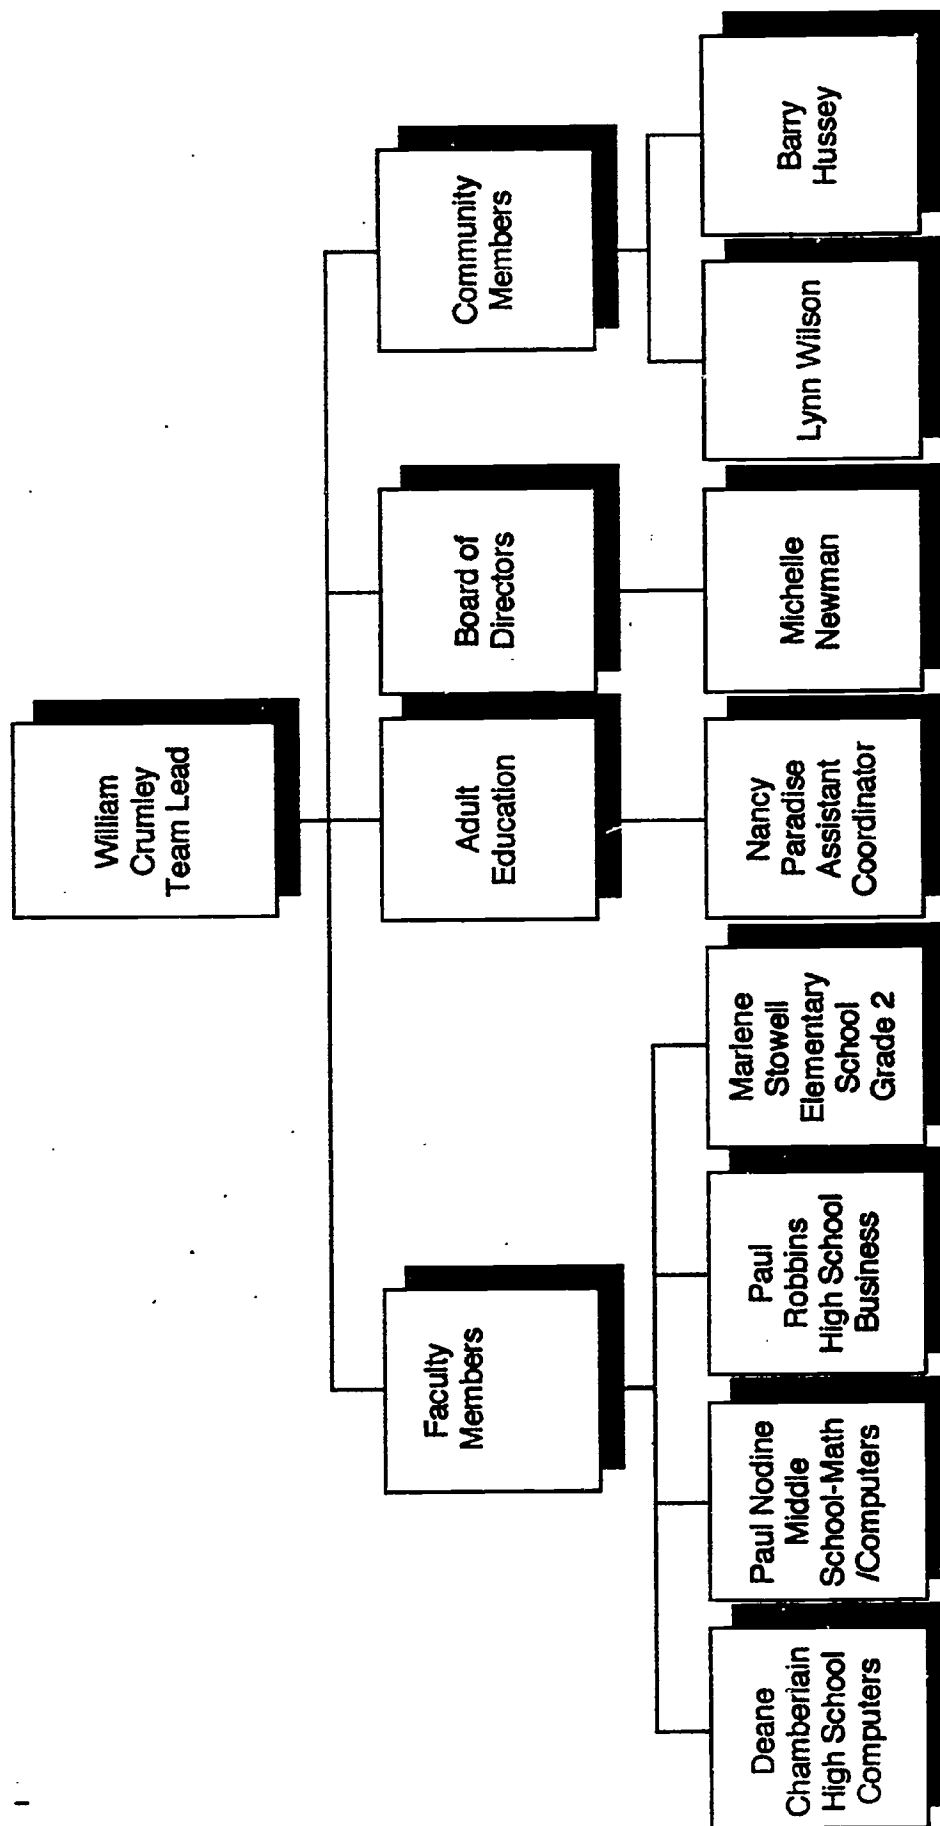 William
Crumley
Team Lead
Faculty
Members
Adult
Education
Board of
Directors
Community
Members
Deane
Chamberlain
High School
Computers
Paul Nodine
Middle
School-Math
/Computers
Paul
Robbins
High School
Business
Marlene
Stowell
Elementary
School
Grade 2
Nancy
Paradise
Assistant
Coordinator
Michelle
Newman
Lynn Wilson
Barry
Hussey